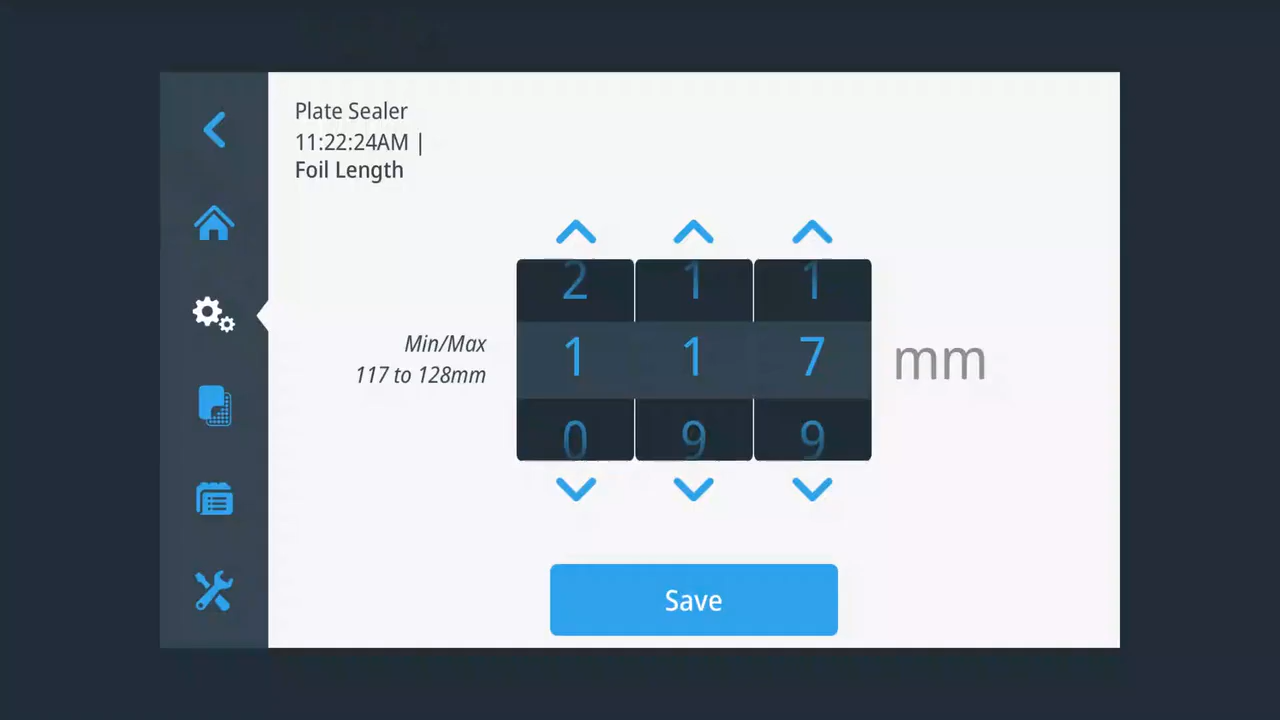 Plate Sealer
11:22:24AM |
Foil Length
2 1 1
Min/Max
117 to 128mm
1 1 7 mm
0 9 9
Save